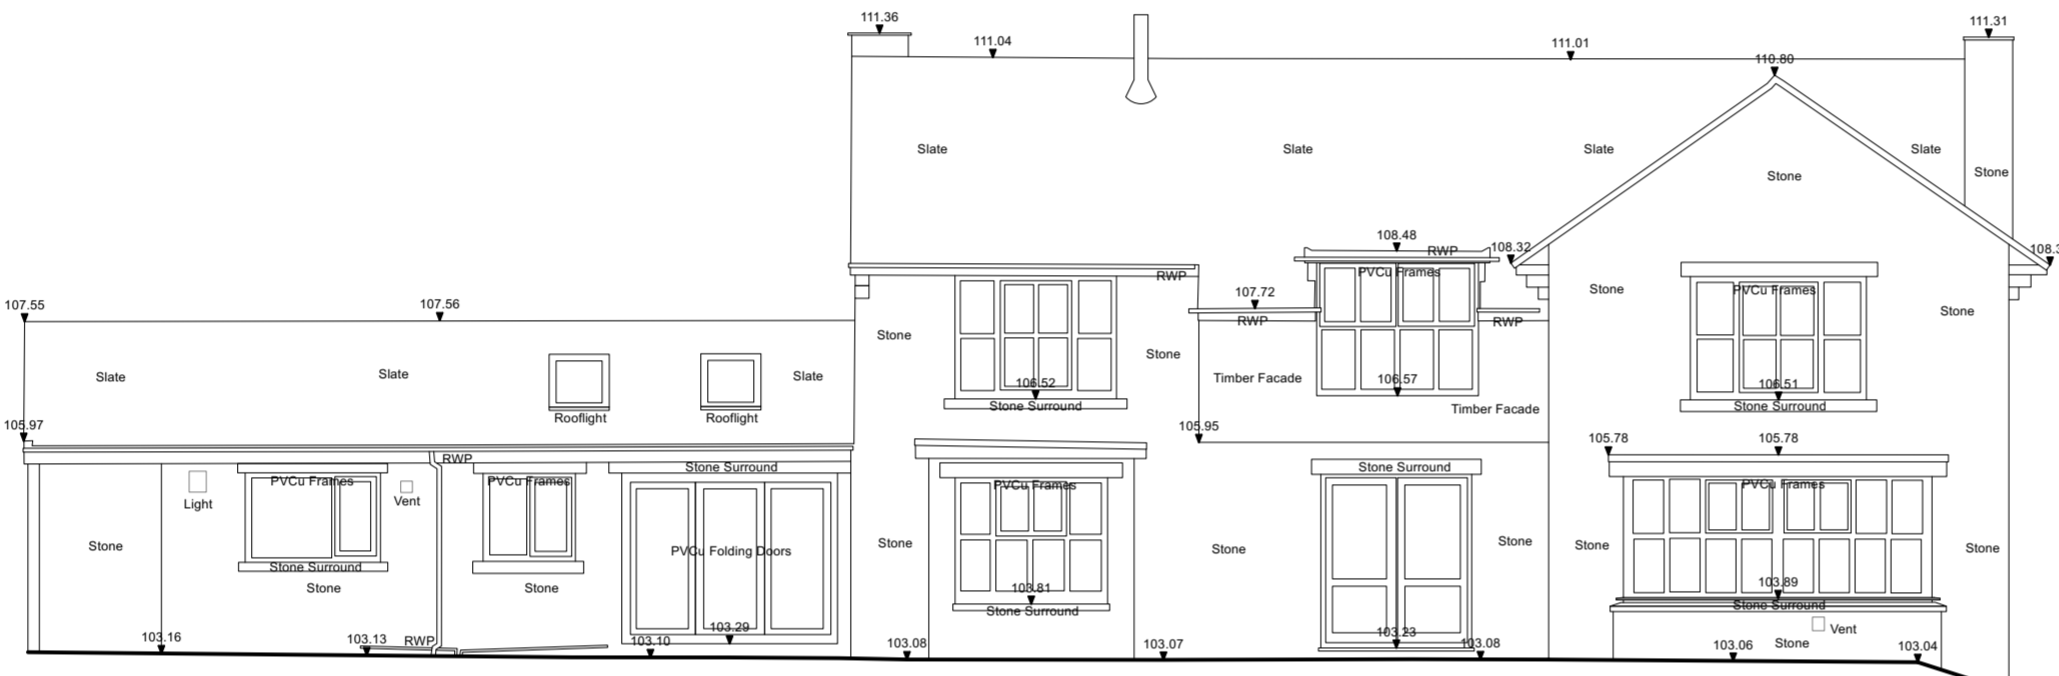 111.36
111.31
111.04
111.01
110.80
Slate
Slate
Slate
Slate
Stone
Stone
108.48
108.32
108.3
RWP
PVCu Frames
RWP
PVCu Frames
Stone
107.72
107.55
107.56
RWP
RWP
Stone
Stone
Stone
Slate
Slate
Slate
Timber Facade
106.52
106.57
106.51
Stone Surround
Stone Surround
Timber Facade
Rooflight
Rooflight
105.97
105.95
105.78
105.78
RWP
Stone Surround
Stone Surround
PVCu Frames
PVCu Frames
PVCu Frames
PVCu Frames
Light
Vent
Stone
PVCu Folding Doors
Stone
Stone
Stone
Stone
Stone
Stone Surround
Stone
Stone
103.81
103.89
Stone Surround
Stone Surround
103.16
103.13
RWP
103.10
103.29
103.08
103.07
103.23
103.08
Vent
Stone
103.06
103.04